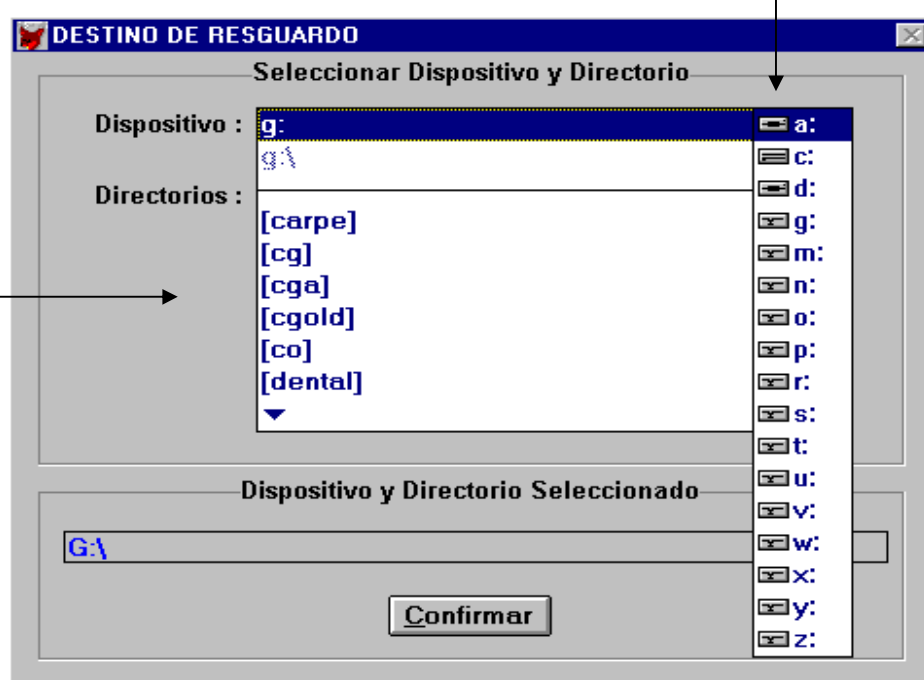 DESTINO DE RESGUARDO
Seleccionar Dispositivo y Directorio
Dispositivo : g:
g:\
Directorios :
[carpe]
[cg]
[cga]
[cgold]
[co]
[dental]
a:
c:
d:
g:
m:
n:
o:
p:
r:
s:
t:
u:
v:
w:
x:
y:
z:
Dispositivo y Directorio Seleccionado
G:\
Confirmar